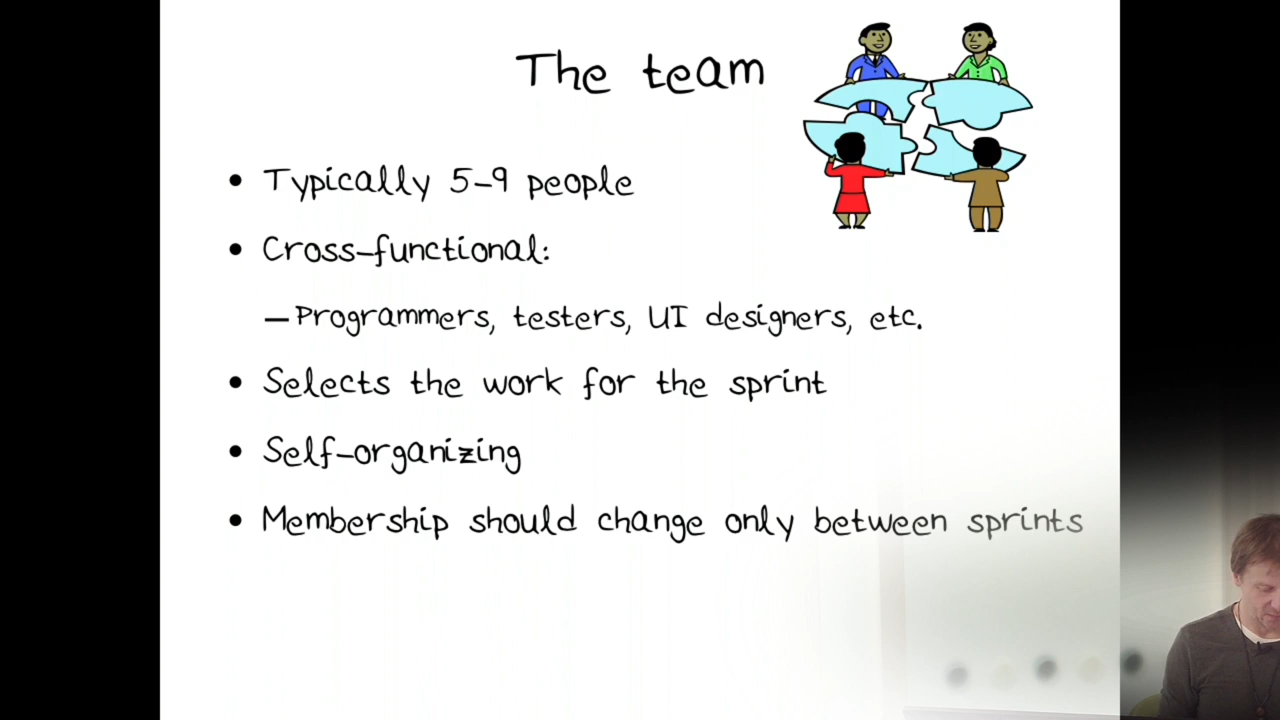 The team
• Typically 5-9 people
• Cross-functional:
– Programmers, testers, UI designers, etc.
• Selects the work for the sprint
• Self-organizing
• Membership should change only between sprints